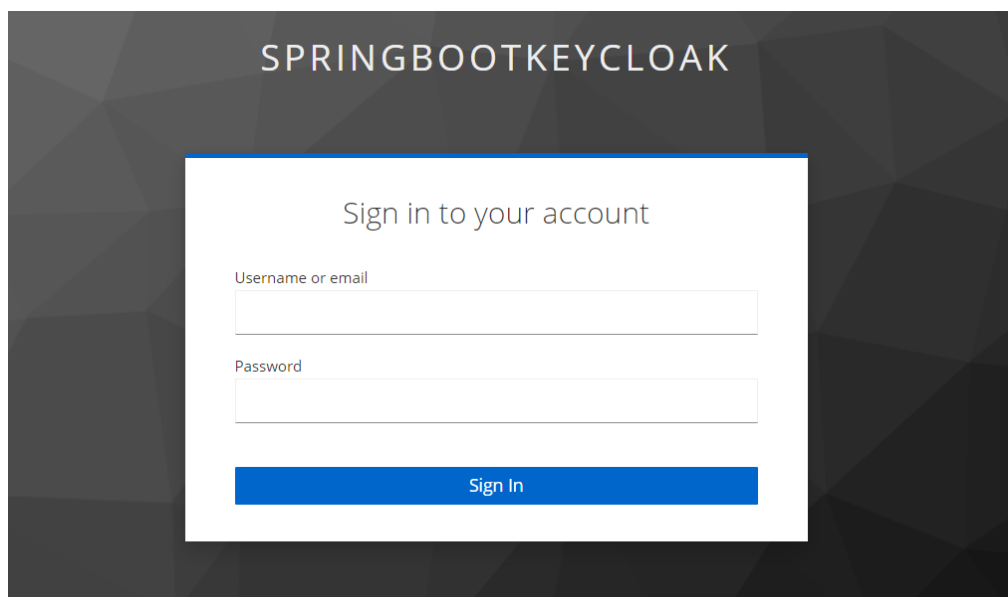 SPRINGBOOTKEYCLOAK
Sign in to your account
Username or email
Password
Sign In